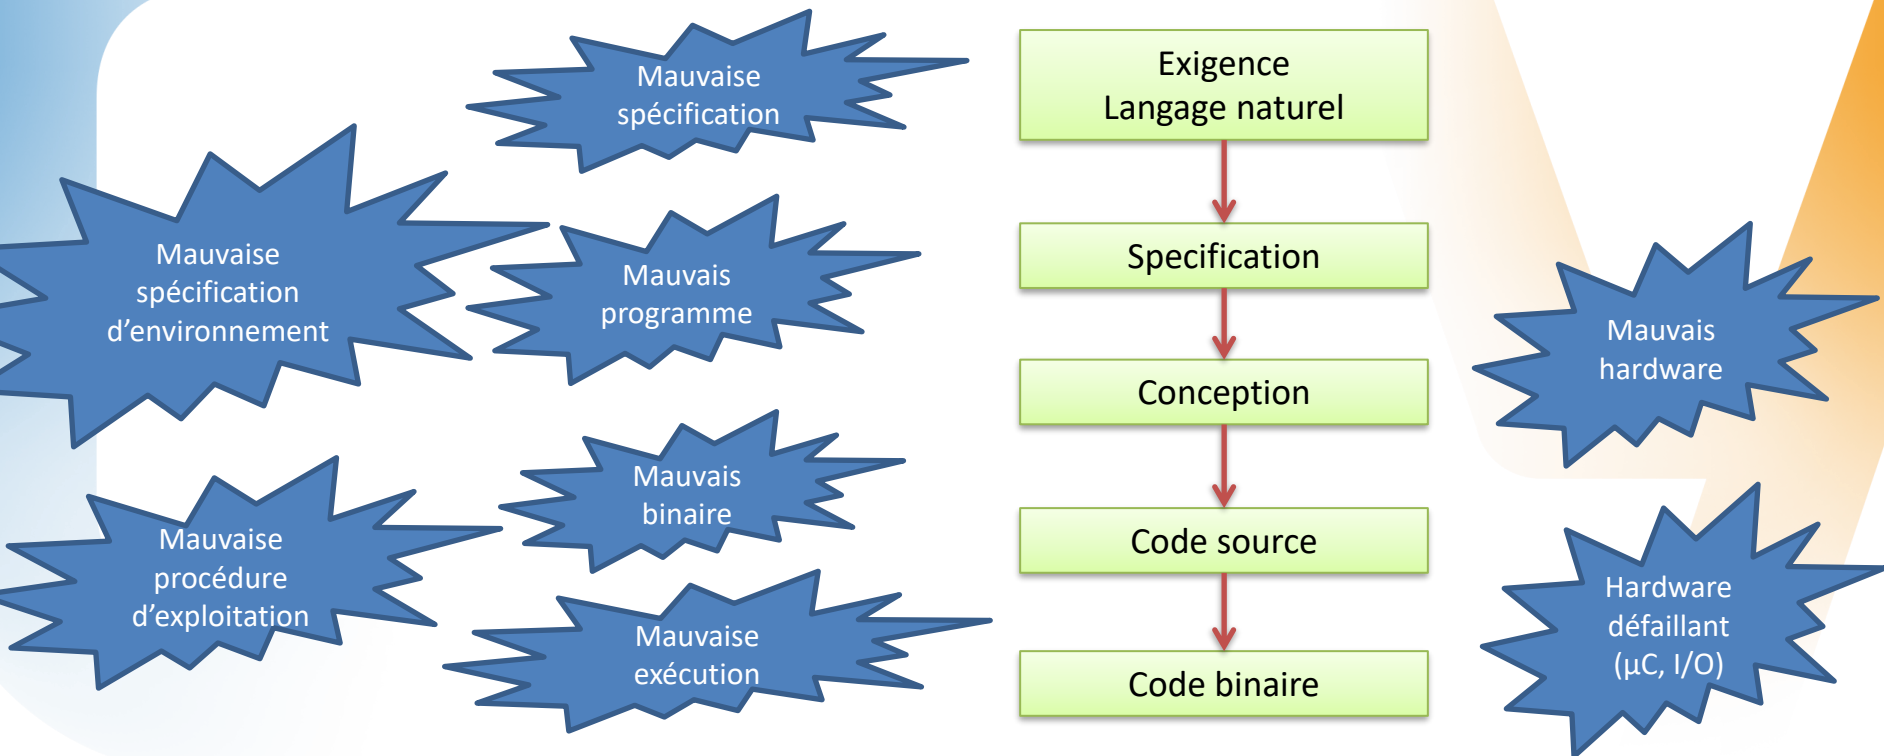 Mauvaise
spécification
Exigence
Langage naturel
Mauvaise
spécification
d’environnement
Mauvais
programme
Specification
Mauvais
hardware
Conception
Mauvais
binaire
Mauvaise
procédure
d’exploitation
Code source
Hardware
défaillant
(µC, I/O)
Mauvaise
exécution
Code binaire